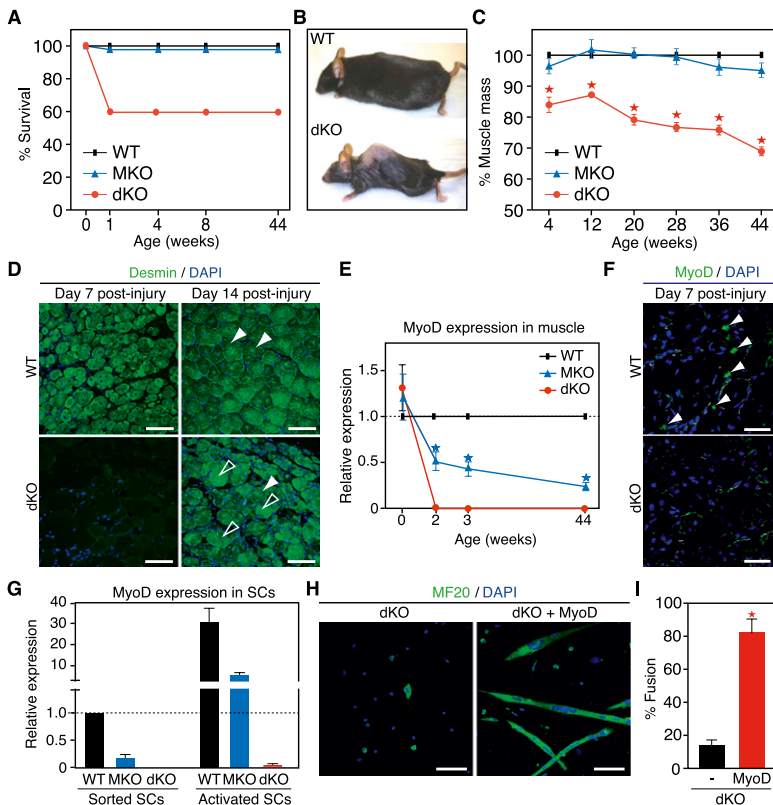 A
100
80
60
40
20
0
% Survival
WT
MKO
dKO
0 1 4 8 44
Age (weeks)
B
WT
dKO
C
100
90
80
70
60
50
% Muscle mass
WT
MKO
dKO
4 12 20 28 36 44
Age (weeks)
D
Desmin / DAPI
Day 7 post-injury Day 14 post-injury
WT
dKO
E
MyoD expression in muscle
1.5
1.0
0.5
0
Relative expression
WT
MKO
dKO
0 2 3 44
Age (weeks)
F
MyoD / DAPI
Day 7 post-injury
WT
dKO
G
MyoD expression in SCs
40
30
20
10
1.0
0
Relative expression
WT MKO dKO WT MKO dKO
Sorted SCs Activated SCs
H
MF20 / DAPI
dKO dKO + MyoD
I
100
80
60
40
20
0
% Fusion
- MyoD
dKO